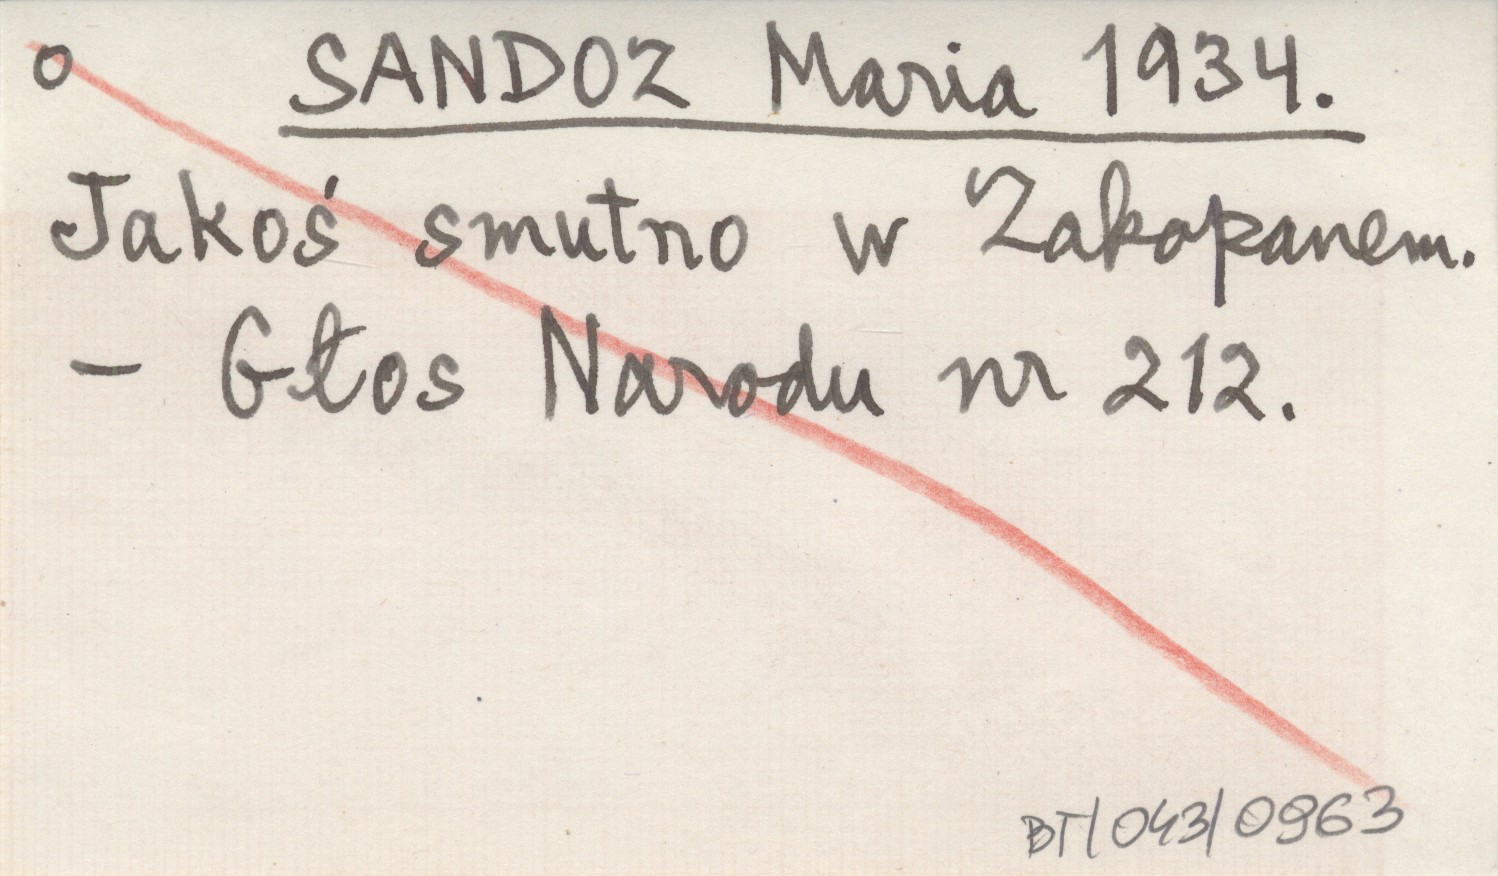 o SANDOZ Maria 1934.
Jakoś smutno w Zakopanem.
– Głos Narodu nr 212.
BT/043/0963